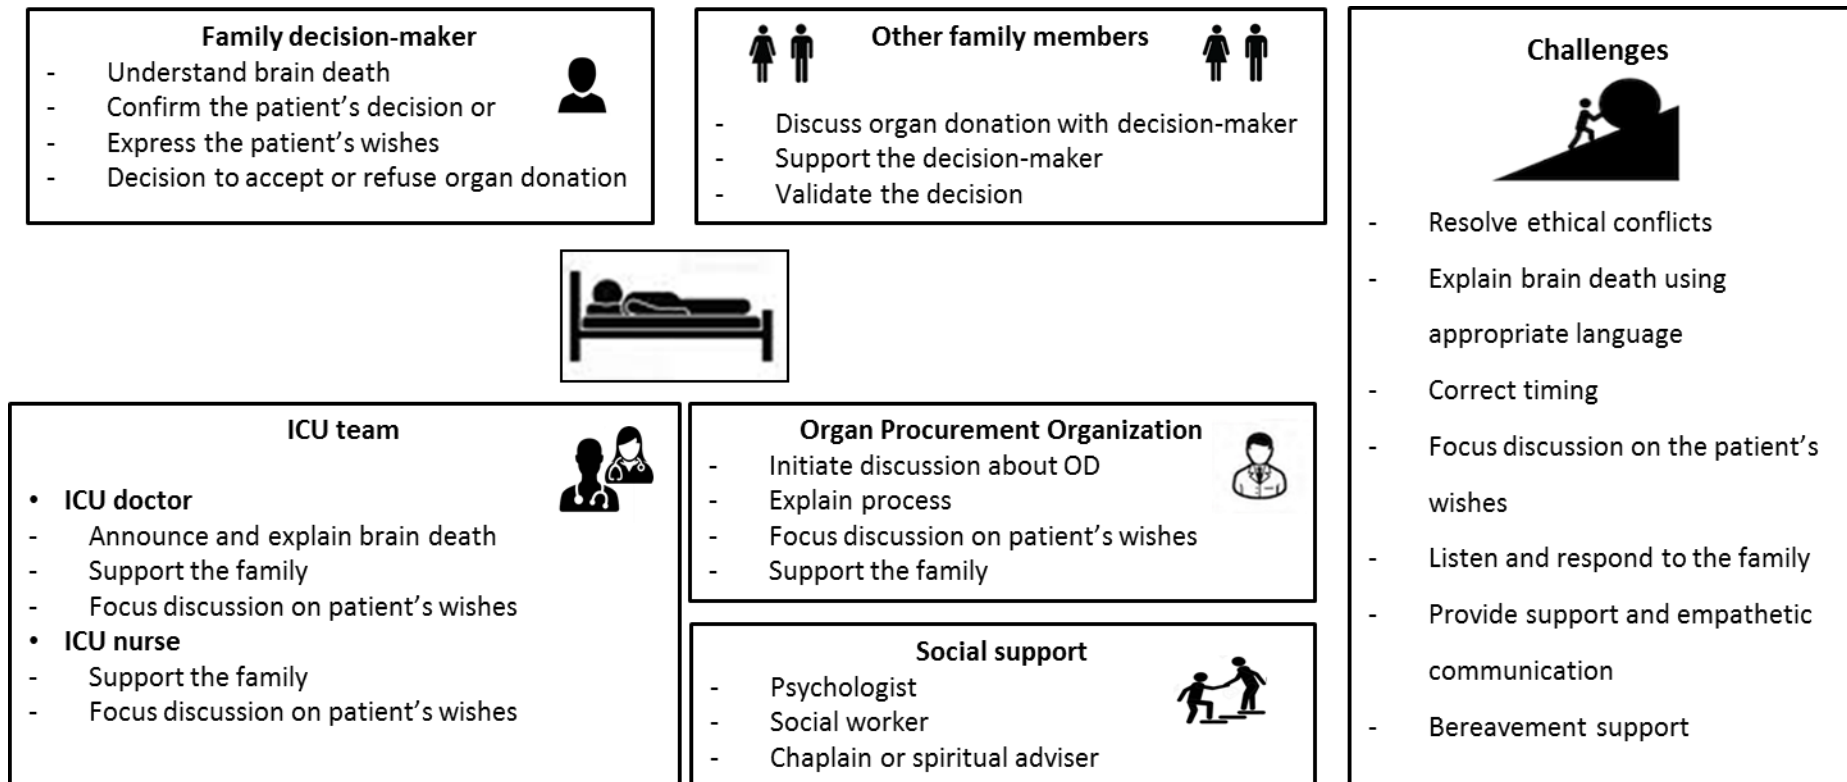 Family decision-maker
- Understand brain death
- Confirm the patient’s decision or
- Express the patient’s wishes
- Decision to accept or refuse organ donation
Other family members
- Discuss organ donation with decision-maker
- Support the decision-maker
- Validate the decision
ICU team
• ICU doctor
- Announce and explain brain death
- Support the family
- Focus discussion on patient’s wishes
• ICU nurse
- Support the family
- Focus discussion on patient’s wishes
Organ Procurement Organization
- Initiate discussion about OD
- Explain process
- Focus discussion on patient’s wishes
- Support the family
Social support
- Psychologist
- Social worker
- Chaplain or spiritual adviser
Challenges
- Resolve ethical conflicts
- Explain brain death using
appropriate language
- Correct timing
- Focus discussion on the patient’s
wishes
- Listen and respond to the family
- Provide support and empathetic
communication
- Bereavement support